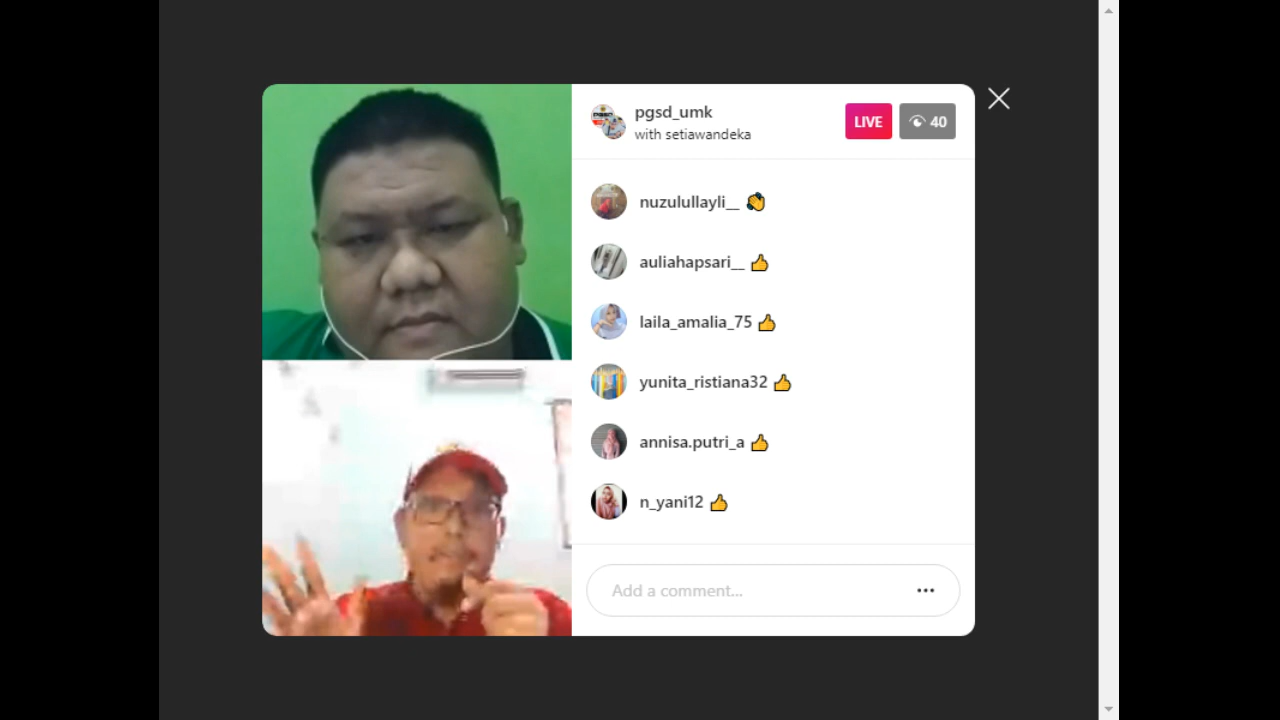 pgsd_umk
with setiawandeka
LIVE
40
nuzulullayli__ 👏
auliahapsari__ 👍
laila_amalia_75 👍
yunita_ristiana32 👍
annisa.putri_a 👍
n_yani12 👍
Add a comment...